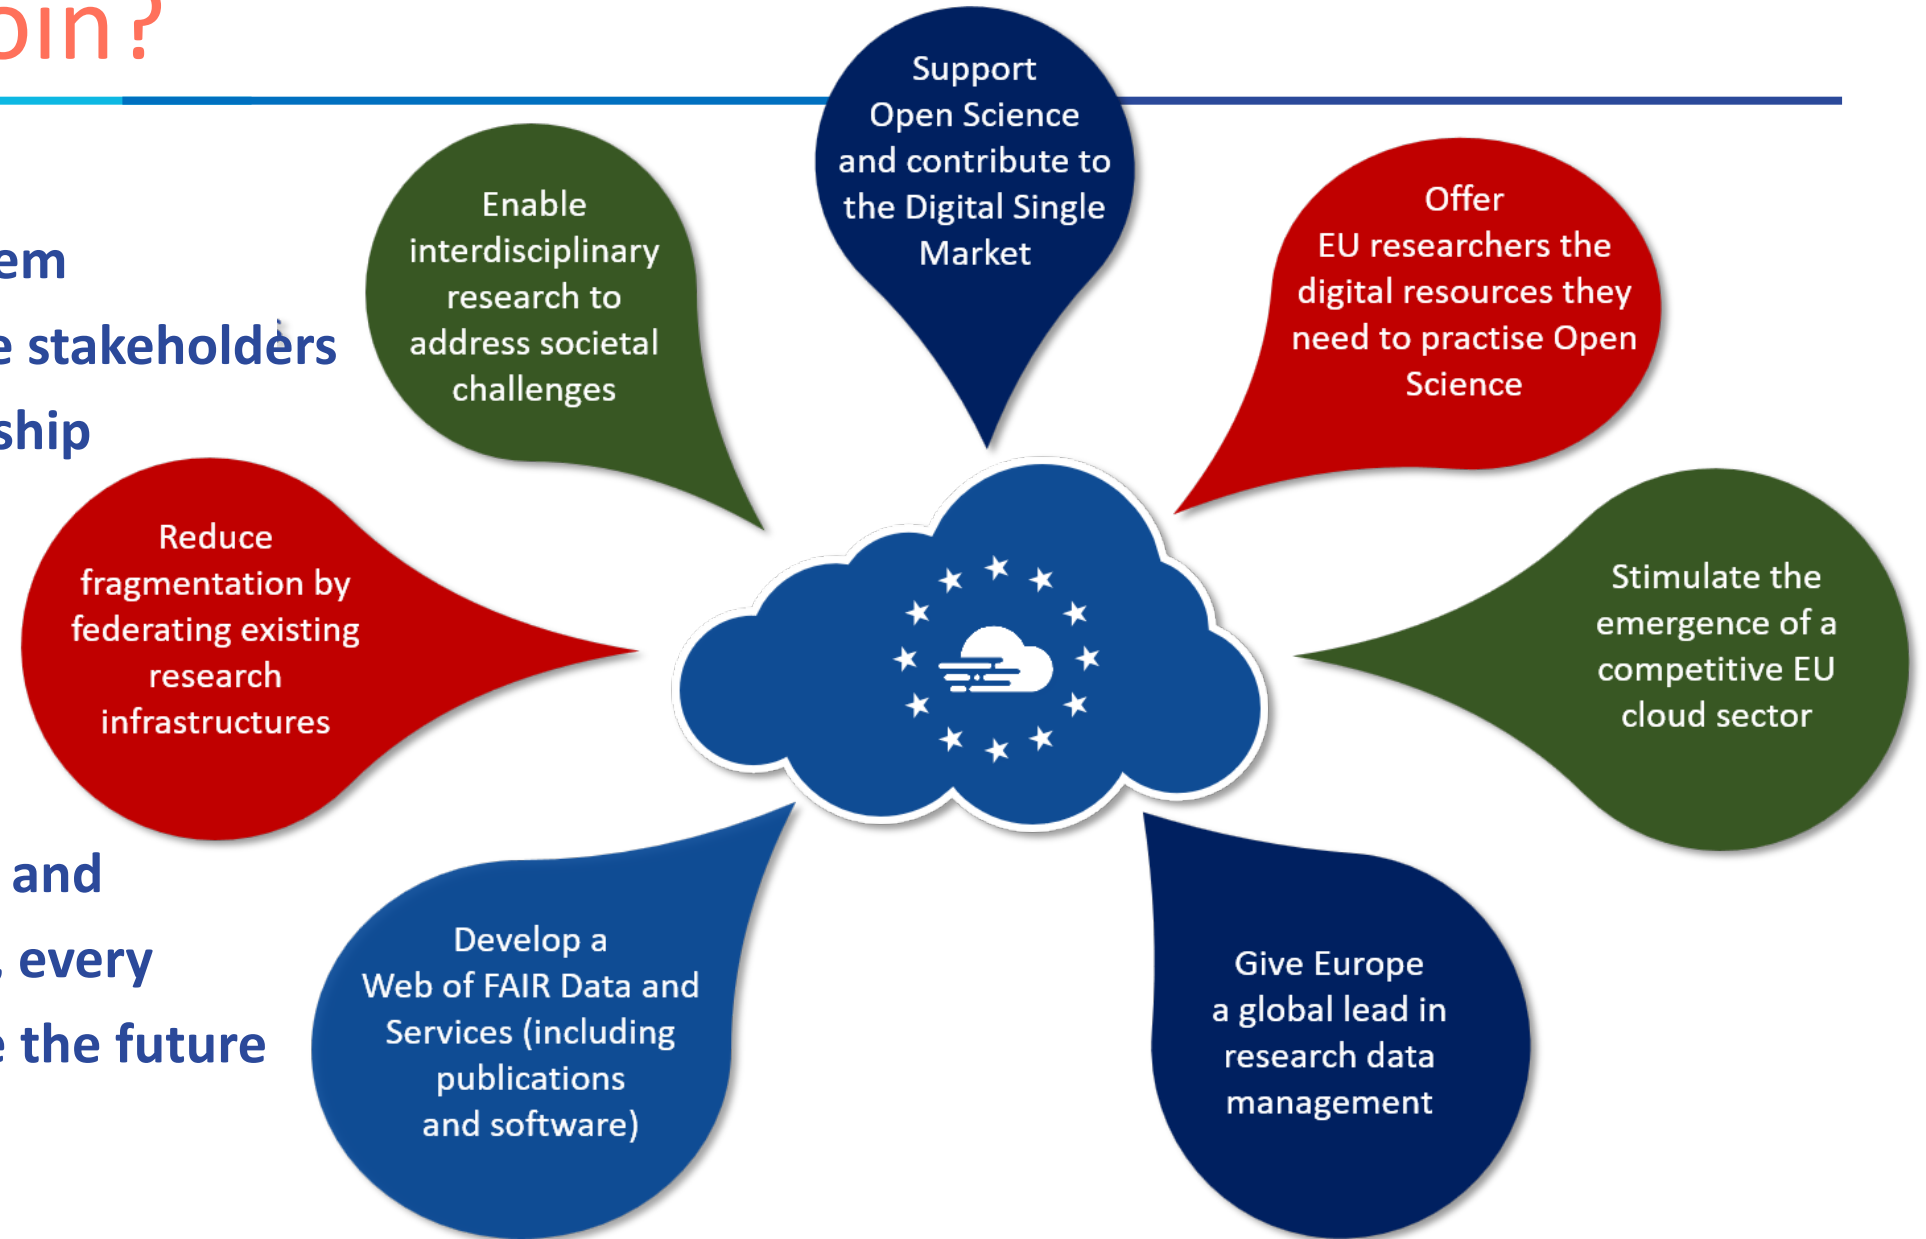 oin?
em
e stakeholders
ship
and
, every
e the future
Support
Open Science
and contribute to
the Digital Single
Market
Enable
interdisciplinary
research to
address societal
challenges
Offer
EU researchers the
digital resources they
need to practise Open
Science
Reduce
fragmentation by
federating existing
research
infrastructures
Stimulate the
emergence of a
competitive EU
cloud sector
Develop a
Web of FAIR Data and
Services (including
publications
and software)
Give Europe
a global lead in
research data
management